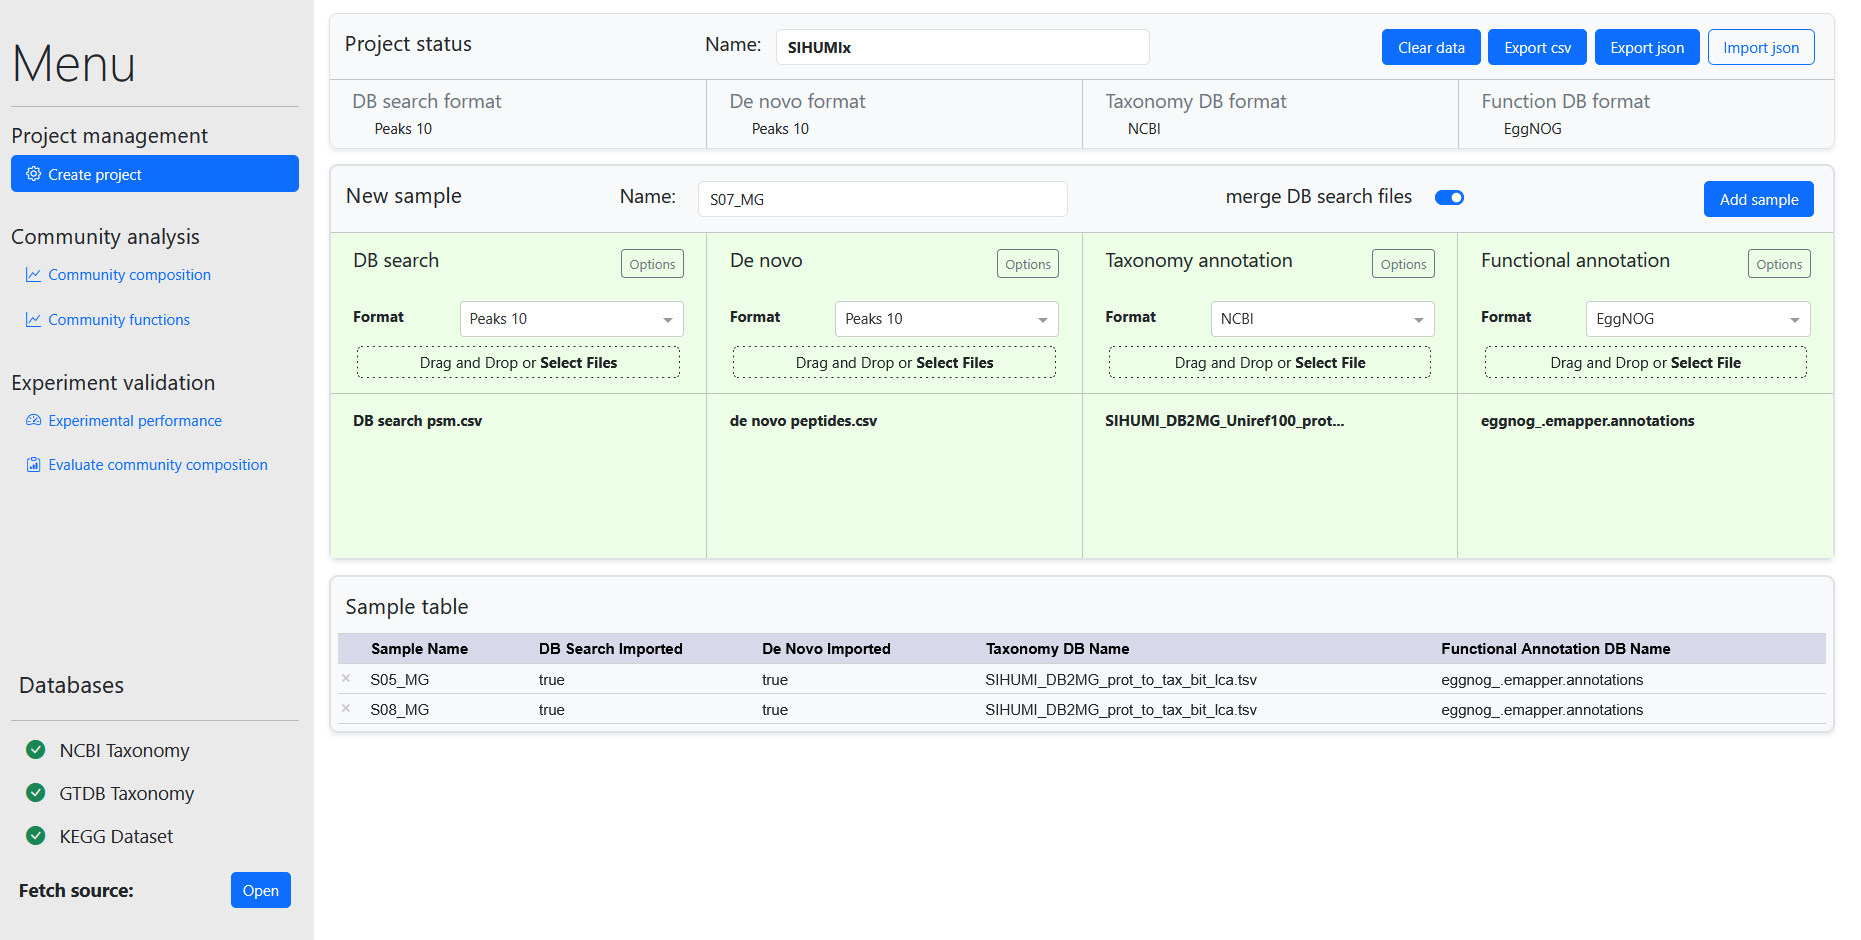 Menu
Project management
Create project
Community analysis
Community composition
Community functions
Experiment validation
Experimental performance
Evaluate community composition
Databases
NCBI Taxonomy
GTDB Taxonomy
KEGG Dataset
Fetch source: Open
Project status Name: SIHUMIx Clear data Export csv Export json Import json
DB search format De novo format Taxonomy DB format Function DB format
Peaks 10 Peaks 10 NCBI EggNOG
New sample Name: S07_MG merge DB search files Add sample
DB search Options De novo Options Taxonomy annotation Options Functional annotation Options
Format Peaks 10 Format Peaks 10 Format NCBI Format EggNOG
Drag and Drop or Select Files Drag and Drop or Select Files Drag and Drop or Select File Drag and Drop or Select File
DB search psm.csv de novo peptides.csv SIHUMI_DB2MG_Uniref100_prot... eggnog_.emapper.annotations
Sample table
Sample Name DB Search Imported De Novo Imported Taxonomy DB Name Functional Annotation DB Name
× S05_MG true true SIHUMI_DB2MG_prot_to_tax_bit_lca.tsv eggnog_.emapper.annotations
× S08_MG true true SIHUMI_DB2MG_prot_to_tax_bit_lca.tsv eggnog_.emapper.annotations